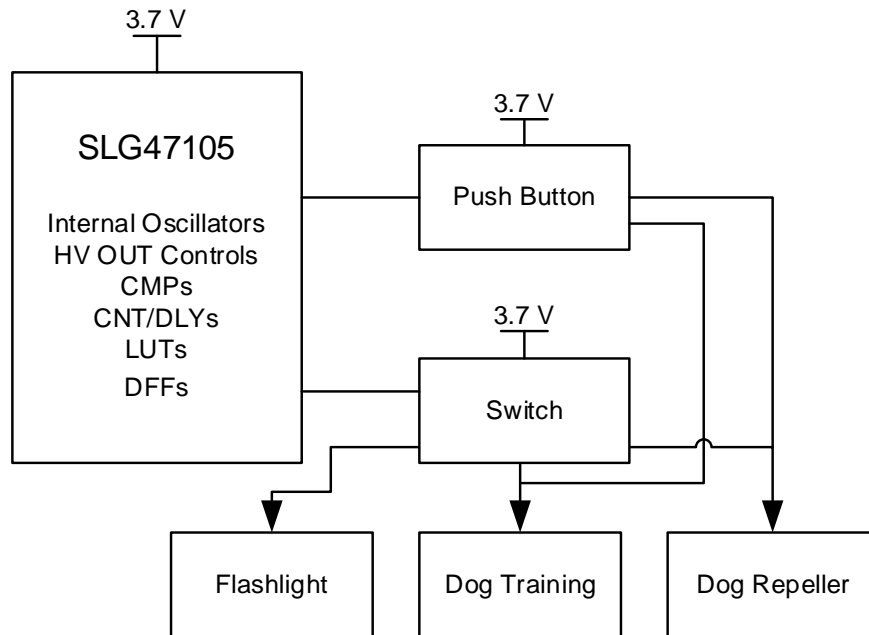 3.7 V
SLG47105
Internal Oscillators
HV OUT Controls
CMPs
CNT/DLYs
LUTs
DFFs
3.7 V
Push Button
3.7 V
Switch
Flashlight
Dog Training
Dog Repeller